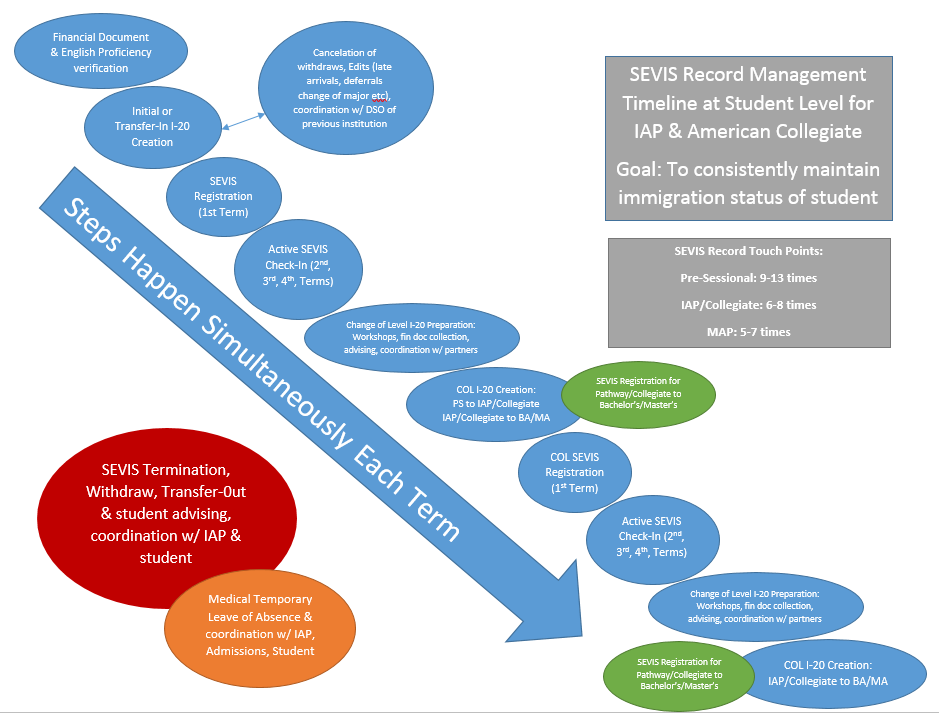 Financial Document
& English Proficiency
verification
Cancelation of
withdraws, Edits (late
arrivals, deferrals
change of major etc),
coordination w/ DSO of
previous institution
Initial or
Transfer-In I-20
Creation
SEVIS Record Management
Timeline at Student Level for
IAP & American Collegiate
Goal: To consistently maintain
immigration status of student
SEVIS
Registration
(1st Term)
Steps Happen Simultaneously Each Term
Active SEVIS
Check-In (2nd,
3rd, 4th, Terms)
SEVIS Record Touch Points:
Pre-Sessional: 9-13 times
IAP/Collegiate: 6-8 times
MAP: 5-7 times
Change of Level I-20 Preparation:
Workshops, fin doc collection,
advising, coordination w/ partners
COL I-20 Creation:
PS to IAP/Collegiate
IAP/Collegiate to BA/MA
SEVIS Registration for
Pathway/Collegiate to
Bachelor's/Master's
COL SEVIS
Registration
(1st Term)
SEVIS Termination,
Withdraw, Transfer-Out
& student advising,
coordination w/ IAP &
student
Active SEVIS
Check-In (2nd,
3rd, 4th, Terms)
Medical Temporary
Leave of Absence &
coordination w/ IAP,
Admissions, Student
Change of Level I-20 Preparation:
Workshops, fin doc collection,
advising, coordination w/ partners
SEVIS Registration for
Pathway/Collegiate to
Bachelor's/Master's
COL I-20 Creation:
IAP/Collegiate to BA/MA